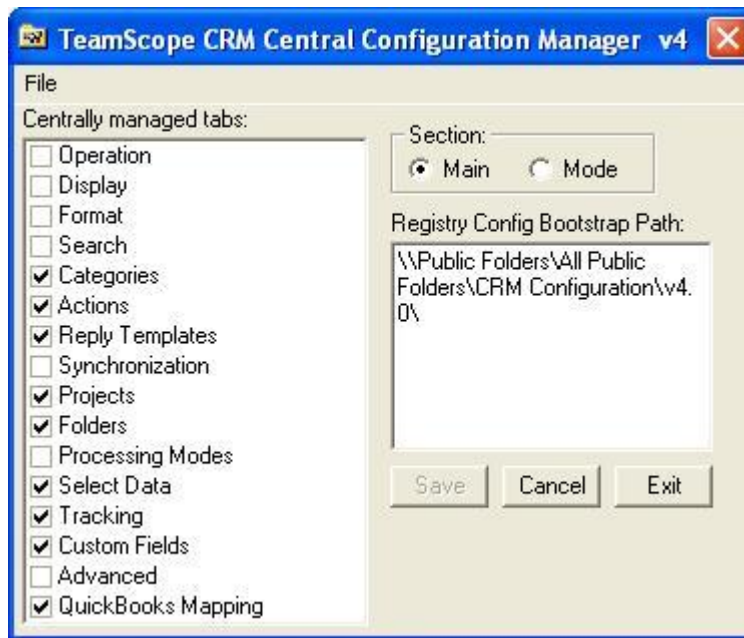 TeamScope CRM Central Configuration Manager v4
File
Centrally managed tabs:
Operation
Display
Format
Search
Categories
Actions
Reply Templates
Synchronization
Projects
Folders
Processing Modes
Select Data
Tracking
Custom Fields
Advanced
QuickBooks Mapping
Section:
Main Mode
Registry Config Bootstrap Path:
\\Public Folders\All Public
Folders\CRM Configuration\v4.
0\
Save Cancel Exit